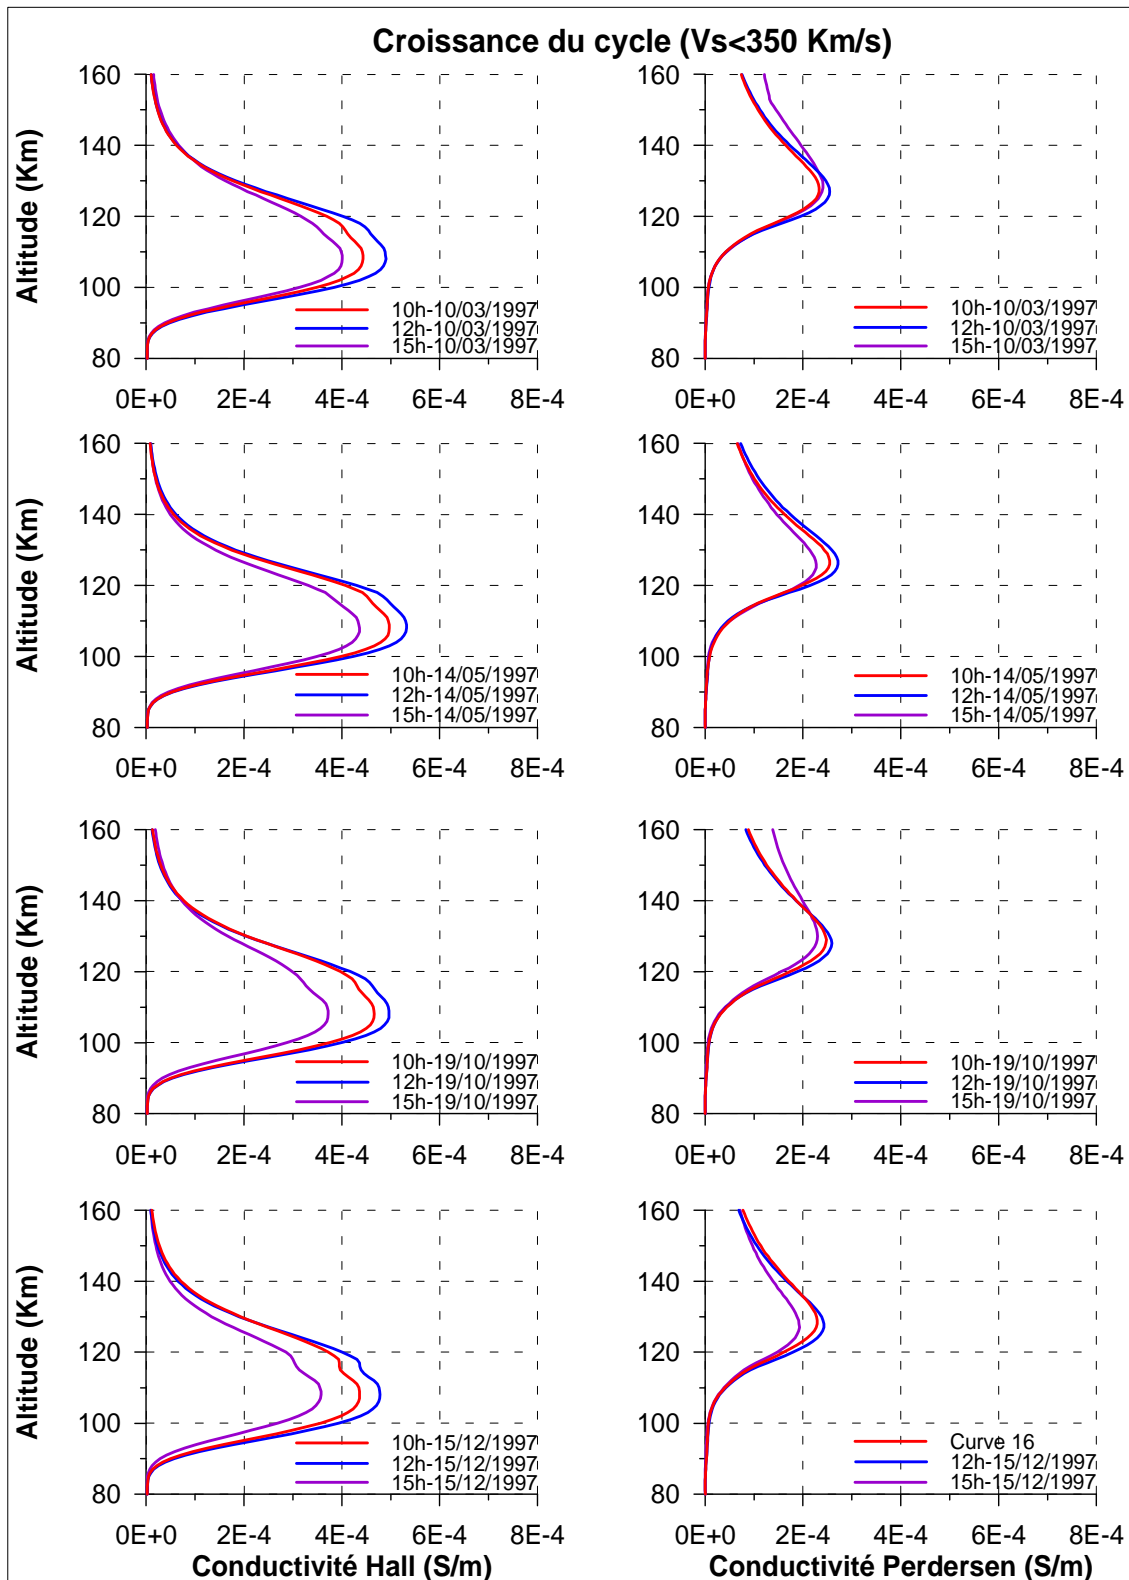 Croissance du cycle (Vs<350 Km/s)
Altitude (Km)
160
140
120
100
80
10h-10/03/1997
12h-10/03/1997
15h-10/03/1997
0E+0 2E-4 4E-4 6E-4 8E-4
160
140
120
100
80
10h-10/03/1997
12h-10/03/1997
15h-10/03/1997
0E+0 2E-4 4E-4 6E-4 8E-4
Altitude (Km)
160
140
120
100
80
10h-14/05/1997
12h-14/05/1997
15h-14/05/1997
0E+0 2E-4 4E-4 6E-4 8E-4
160
140
120
100
80
10h-14/05/1997
12h-14/05/1997
15h-14/05/1997
0E+0 2E-4 4E-4 6E-4 8E-4
Altitude (Km)
160
140
120
100
80
10h-19/10/1997
12h-19/10/1997
15h-19/10/1997
0E+0 2E-4 4E-4 6E-4 8E-4
160
140
120
100
80
10h-19/10/1997
12h-19/10/1997
15h-19/10/1997
0E+0 2E-4 4E-4 6E-4 8E-4
Altitude (Km)
160
140
120
100
80
10h-15/12/1997
12h-15/12/1997
15h-15/12/1997
0E+0 2E-4 4E-4 6E-4 8E-4
Conductivité Hall (S/m)
160
140
120
100
80
Curve 16
12h-15/12/1997
15h-15/12/1997
0E+0 2E-4 4E-4 6E-4 8E-4
Conductivité Perdersen (S/m)